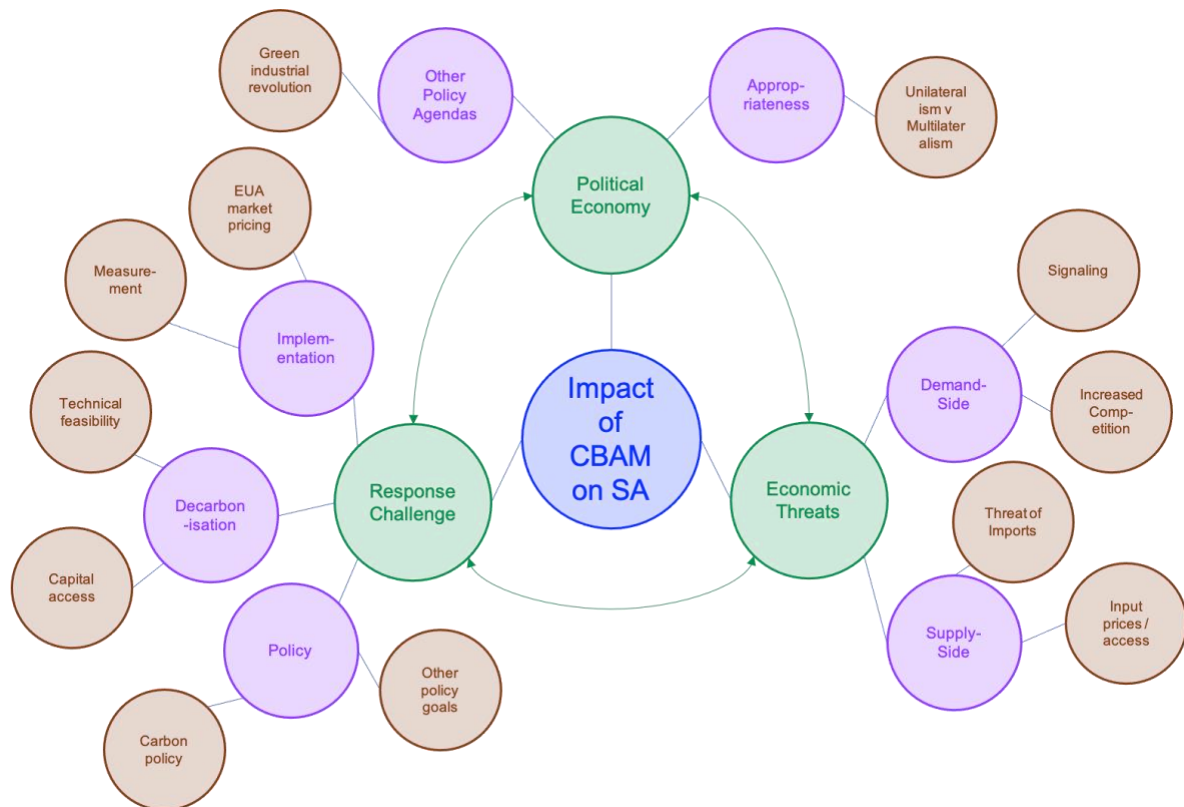 Green
industrial
revolution
Other
Policy
Agendas
Approp-
riateness
Unilateral
ism v
Multilater
alism
Political
Economy
EUA
market
pricing
Measure-
ment
Implem-
entation
Signaling
Demand-
Side
Increased
Comp-
etition
Impact
of
CBAM
on SA
Technical
feasibility
Response
Challenge
Economic
Threats
Decarbon
-isation
Threat of
Imports
Capital
access
Input
prices /
access
Supply-
Side
Policy
Other
policy
goals
Carbon
policy